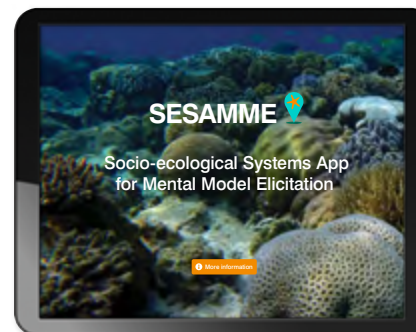 SESAMME
Socio-ecological Systems App
for Mental Model Elicitation
More information